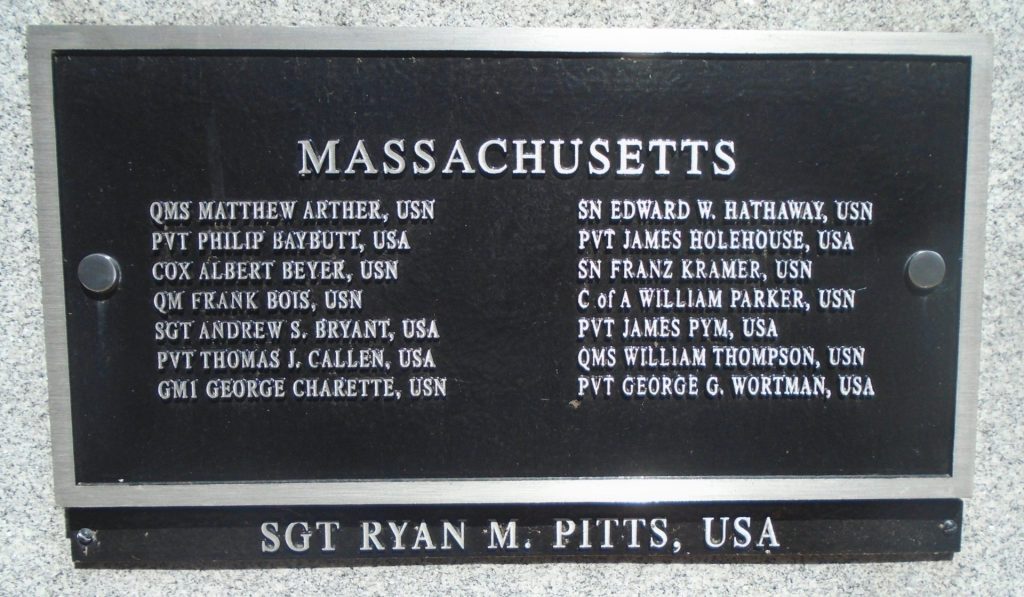 MASSACHUSETTS
QMS MATTHEW ARTHER, USN
PVT PHILIP BAYBUTT, USA
COX ALBERT BEYER, USN
QM FRANK BOIS, USN
SGT ANDREW S. BRYANT, USA
PVT THOMAS J. CALLEN, USA
GM1 GEORGE CHARETTE, USN
SN EDWARD W. HATHAWAY, USN
PVT JAMES HOLEHOUSE, USA
SN FRANZ KRAMER, USN
C of A WILLIAM PARKER, USN
PVT JAMES PYM, USA
QMS WILLIAM THOMPSON, USN
PVT GEORGE G. WORTMAN, USA
SGT RYAN M. PITTS, USA